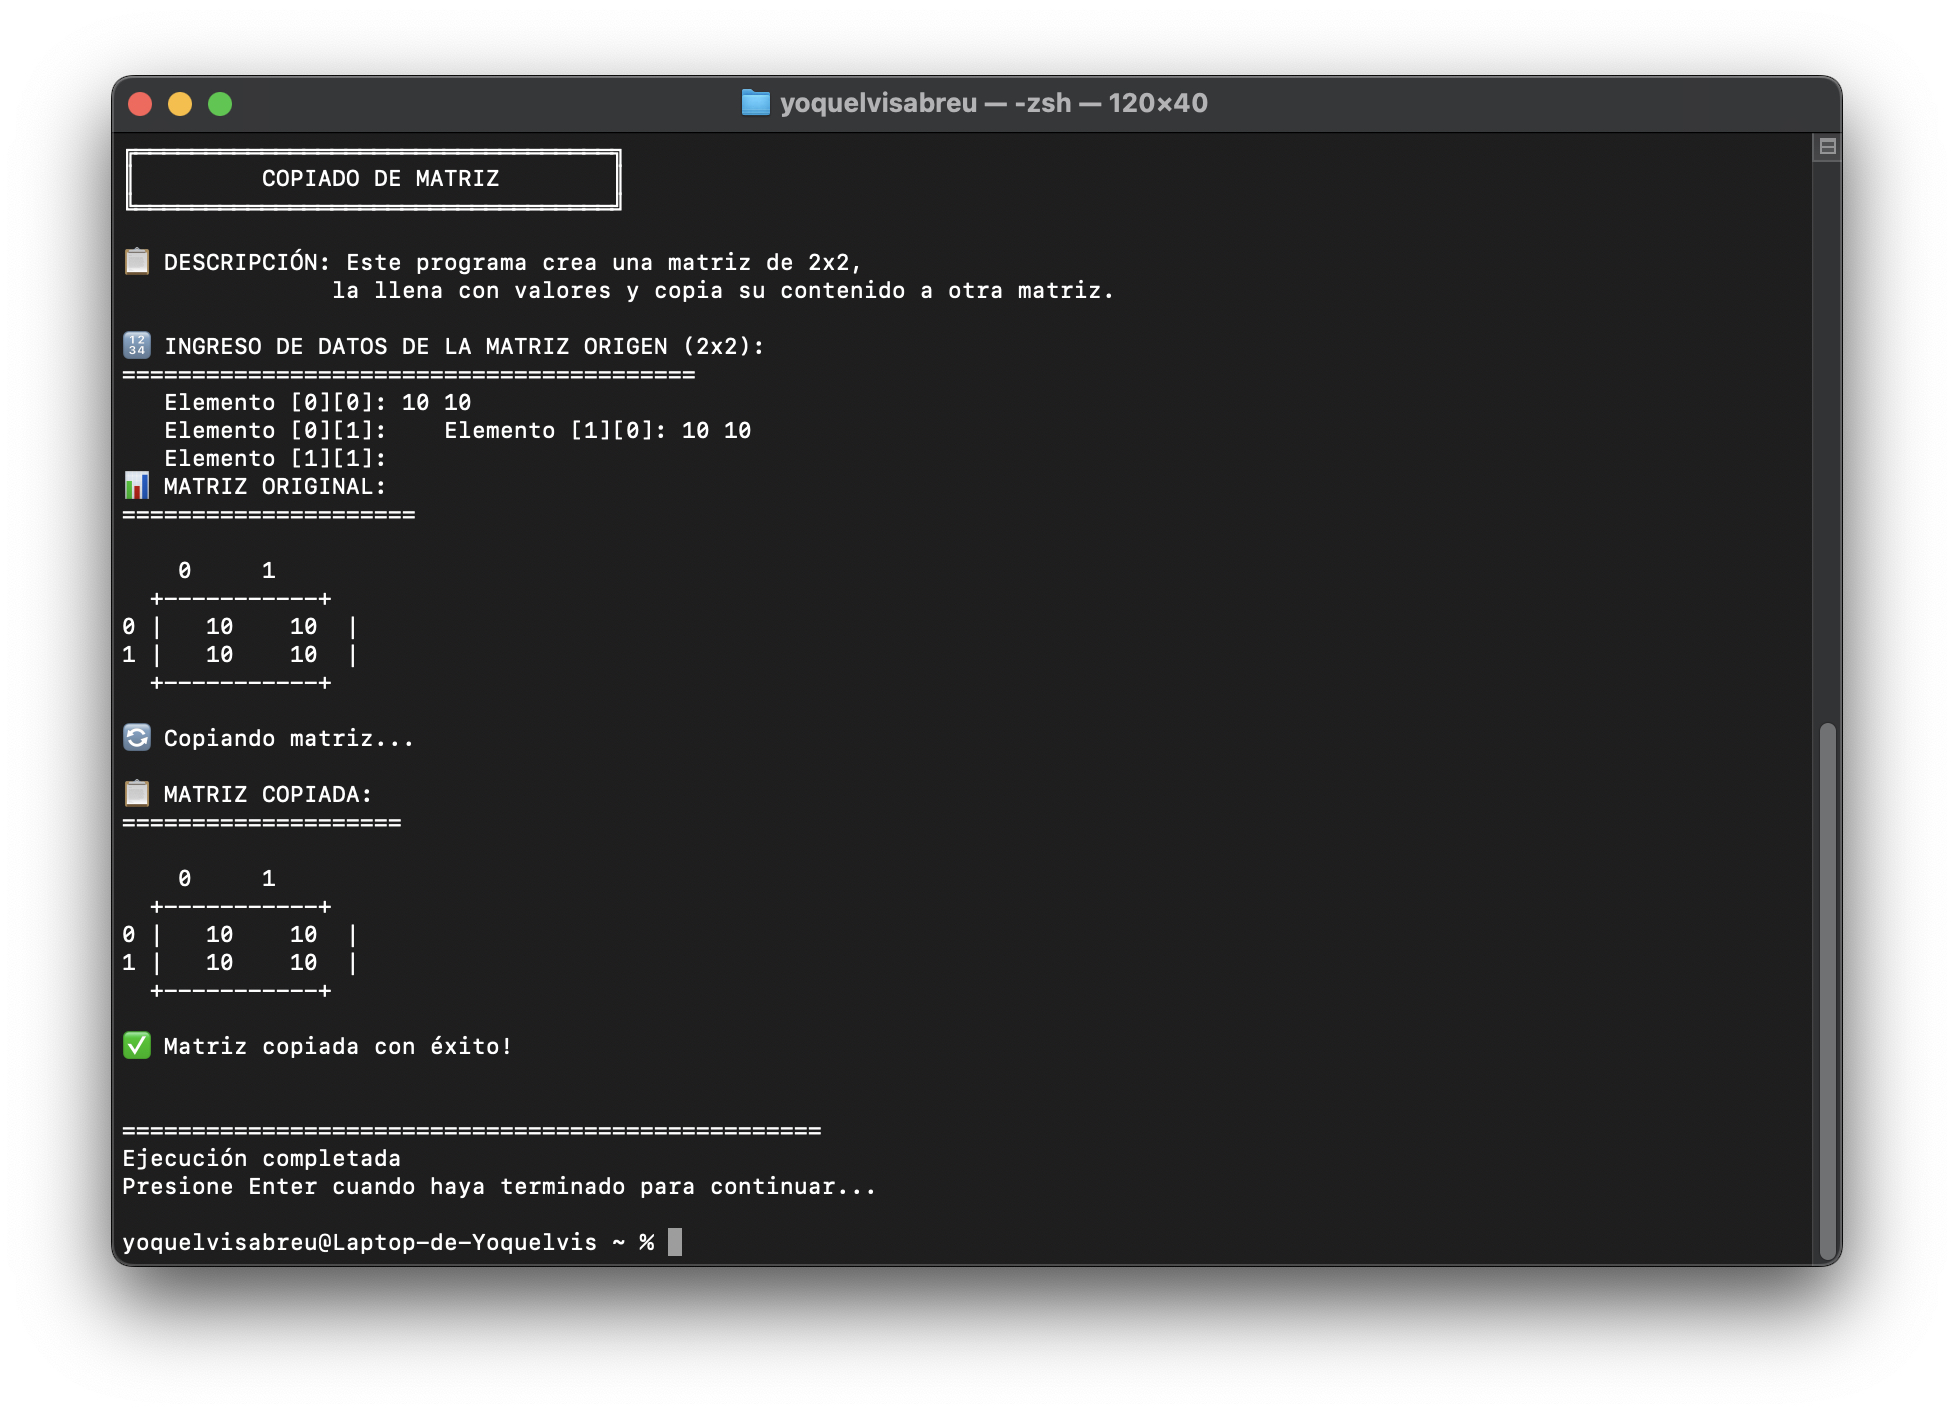 yoquelvisabreu — -zsh — 120×40
COPIADO DE MATRIZ
📋 DESCRIPCIÓN: Este programa crea una matriz de 2x2,
la llena con valores y copia su contenido a otra matriz.
🔢 INGRESO DE DATOS DE LA MATRIZ ORIGEN (2x2):
=========================================
Elemento [0][0]: 10 10
Elemento [0][1]:    Elemento [1][0]: 10 10
Elemento [1][1]:
📊 MATRIZ ORIGINAL:
=====================
    0     1
  +-----------+
0 |   10    10  |
1 |   10    10  |
  +-----------+
🔄 Copiando matriz...
📋 MATRIZ COPIADA:
====================
    0     1
  +-----------+
0 |   10    10  |
1 |   10    10  |
  +-----------+
✅ Matriz copiada con éxito!
==================================================
Ejecución completada
Presione Enter cuando haya terminado para continuar...
yoquelvisabreu@Laptop-de-Yoquelvis ~ %